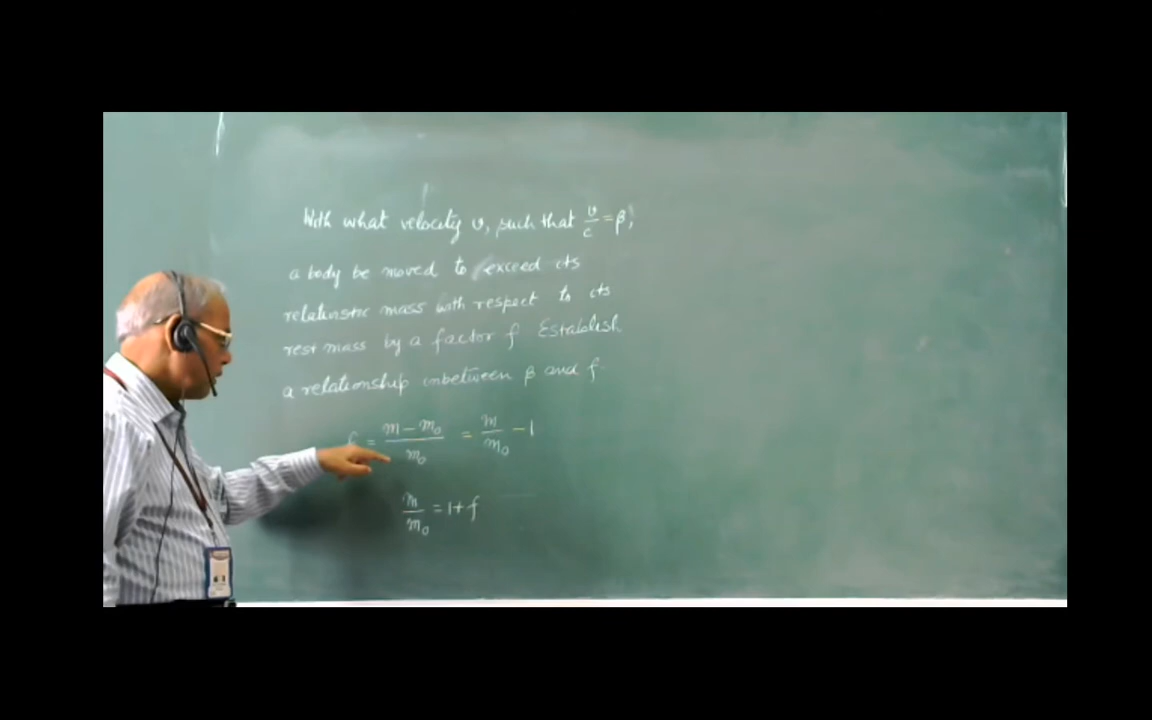 With what velocity v, such that v/c = β,
a body be moved to exceed its
relativistic mass with respect to its
rest mass by a factor f Establish
a relationship inbetween β and f
f = m - m₀ / m₀ = m / m₀ - 1
m / m₀ = 1 + f